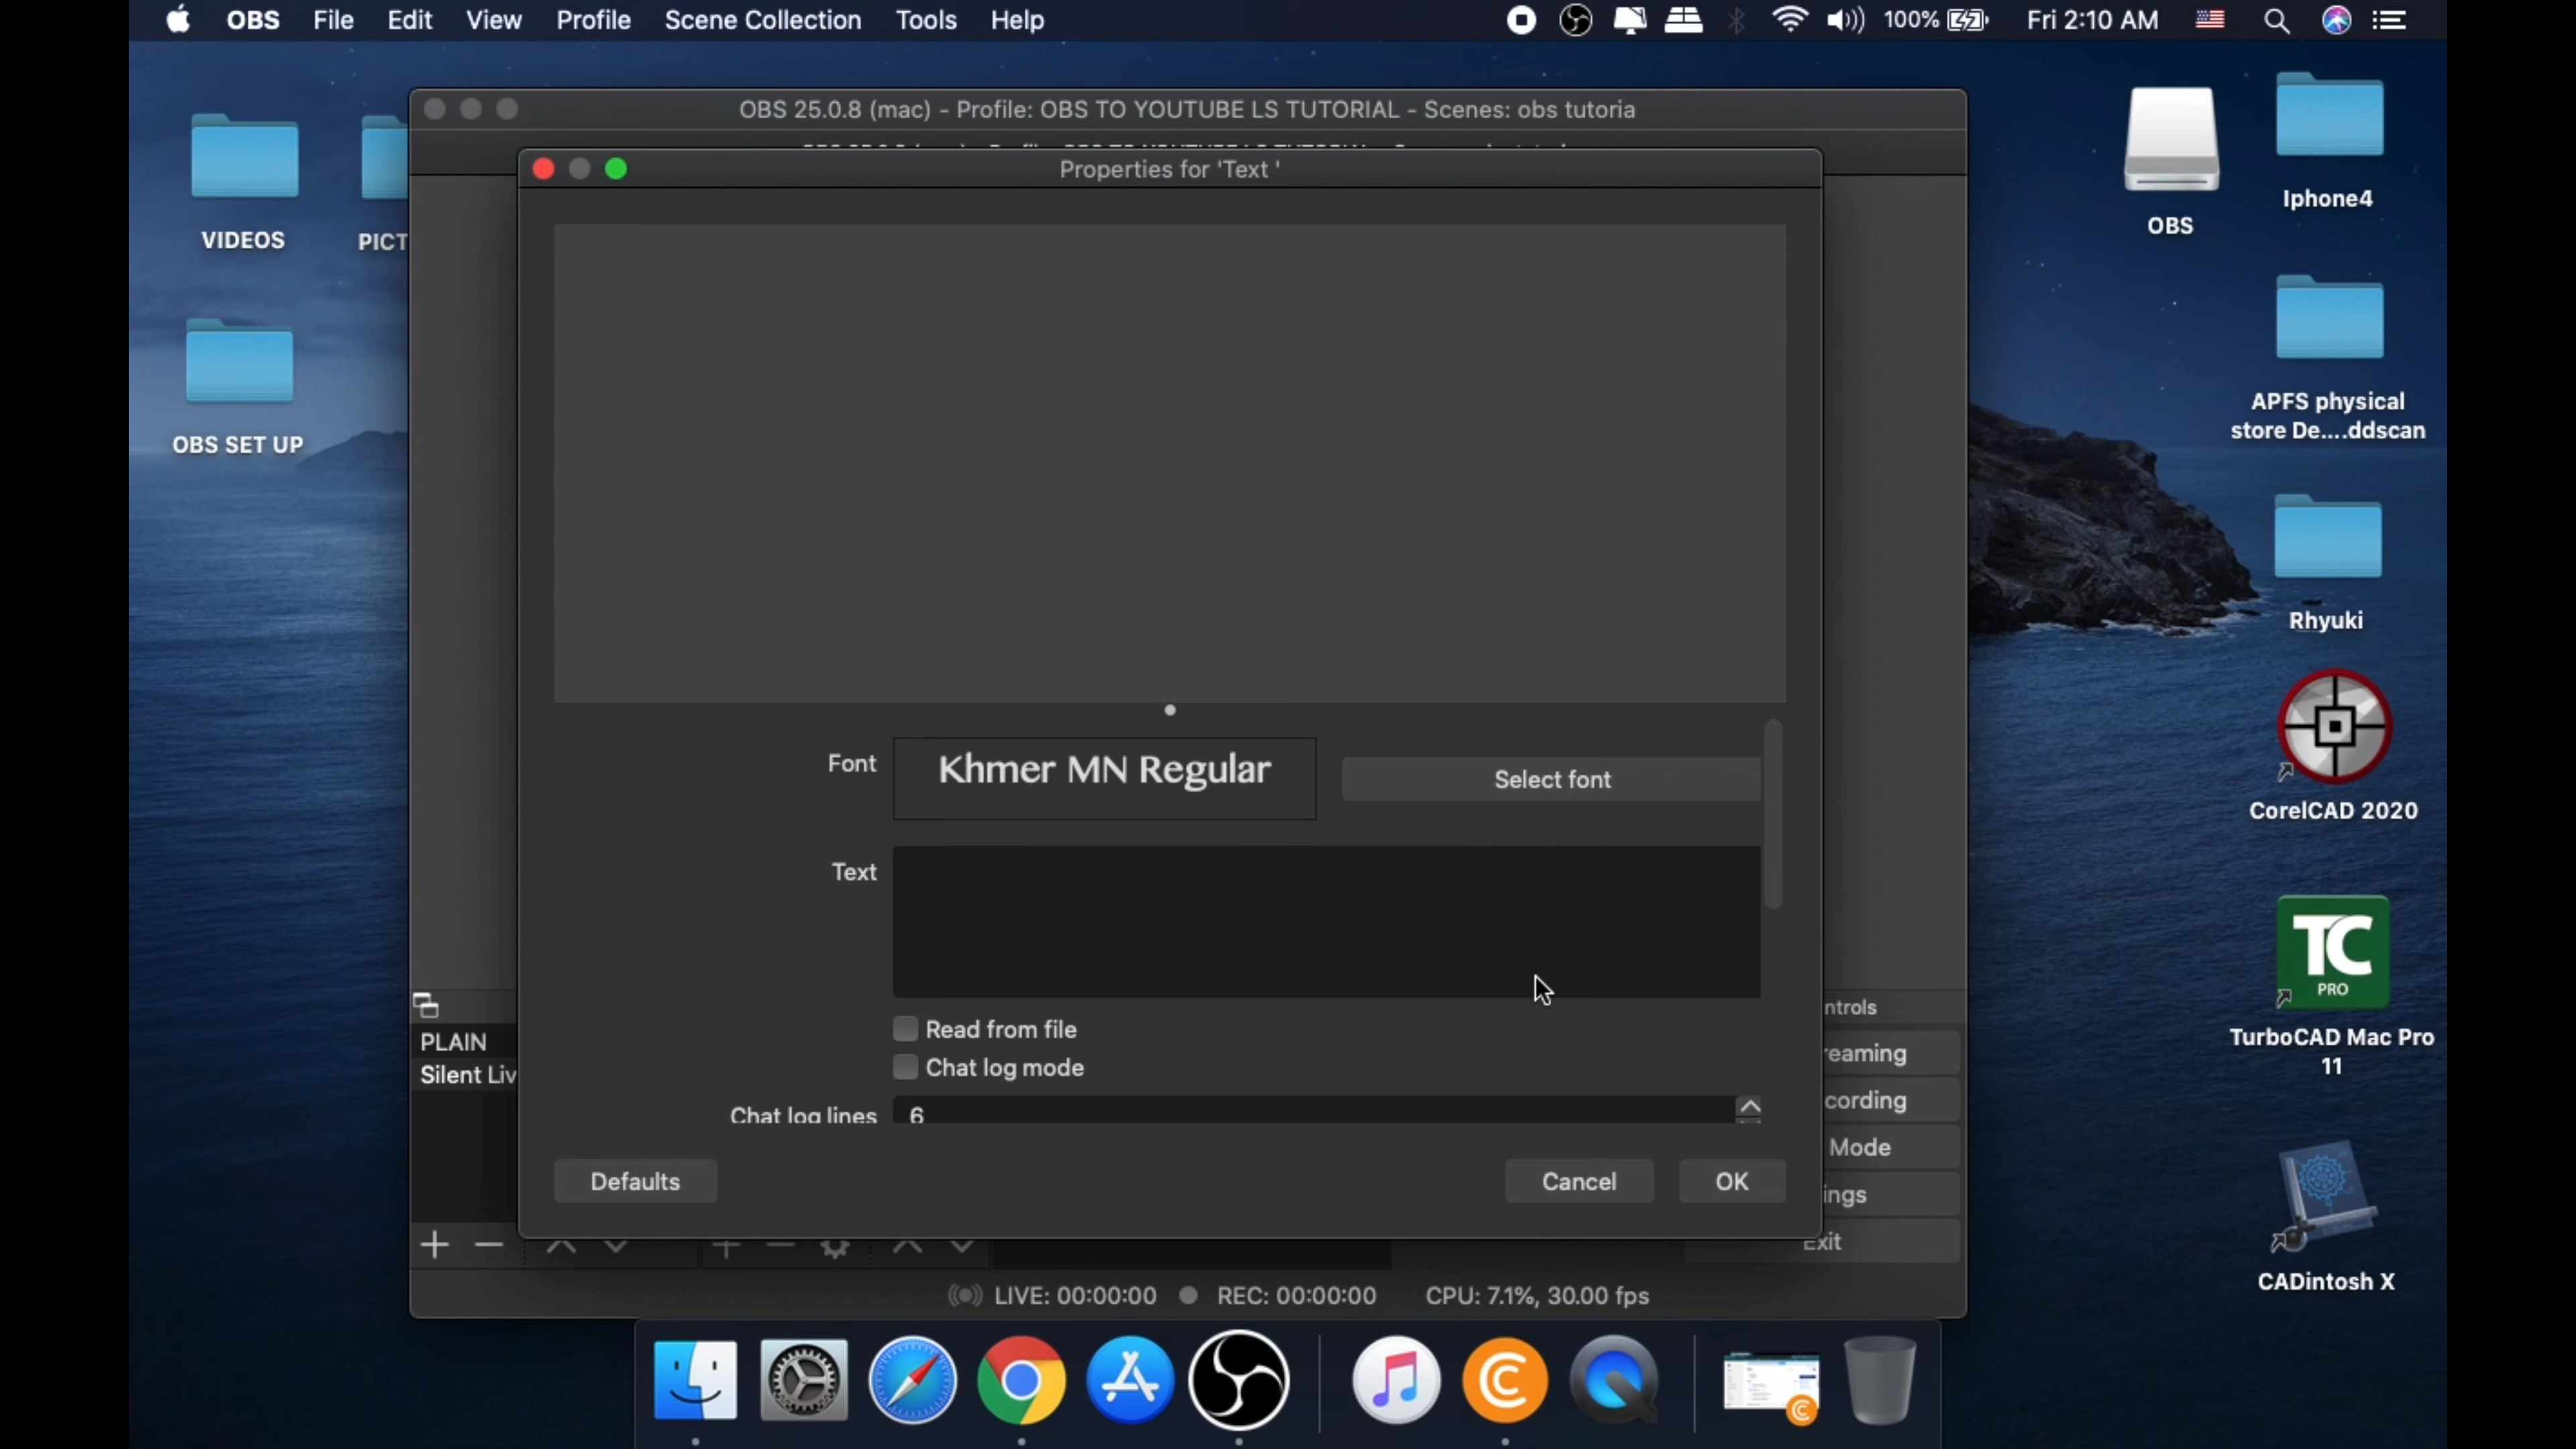 OBS File Edit View Profile Scene Collection Tools Help 100% Fri 2:10 AM
OBS 25.0.8 (mac) - Profile: OBS TO YOUTUBE LS TUTORIAL - Scenes: obs tutoria
Properties for 'Text '
VIDEOS
PICT
OBS SET UP
OBS
Iphone4
APFS physical
store De....ddscan
Rhyuki
CorelCAD 2020
TC
PRO
TurboCAD Mac Pro
11
CADintosh X
Font
Khmer MN Regular
Select font
Text
Read from file
Chat log mode
Chat log lines
6
Defaults
Cancel
OK
PLAIN
Silent Liv
ntrols
reaming
cording
Mode
ings
Exit
LIVE: 00:00:00 REC: 00:00:00 CPU: 7.1%, 30.00 fps